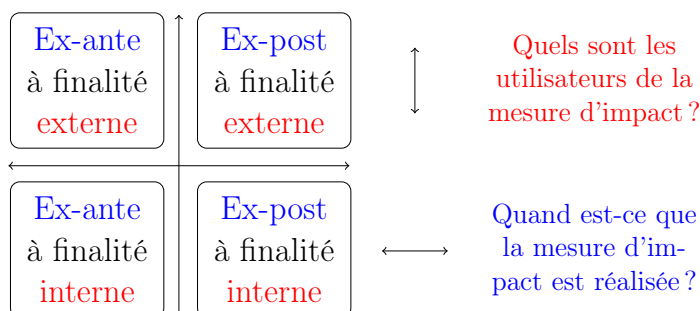 Ex-ante
à finalité
externe
Ex-post
à finalité
externe
Quels sont les
utilisateurs de la
mesure d'impact ?
Ex-ante
à finalité
interne
Ex-post
à finalité
interne
Quand est-ce que
la mesure d'im-
pact est réalisée ?